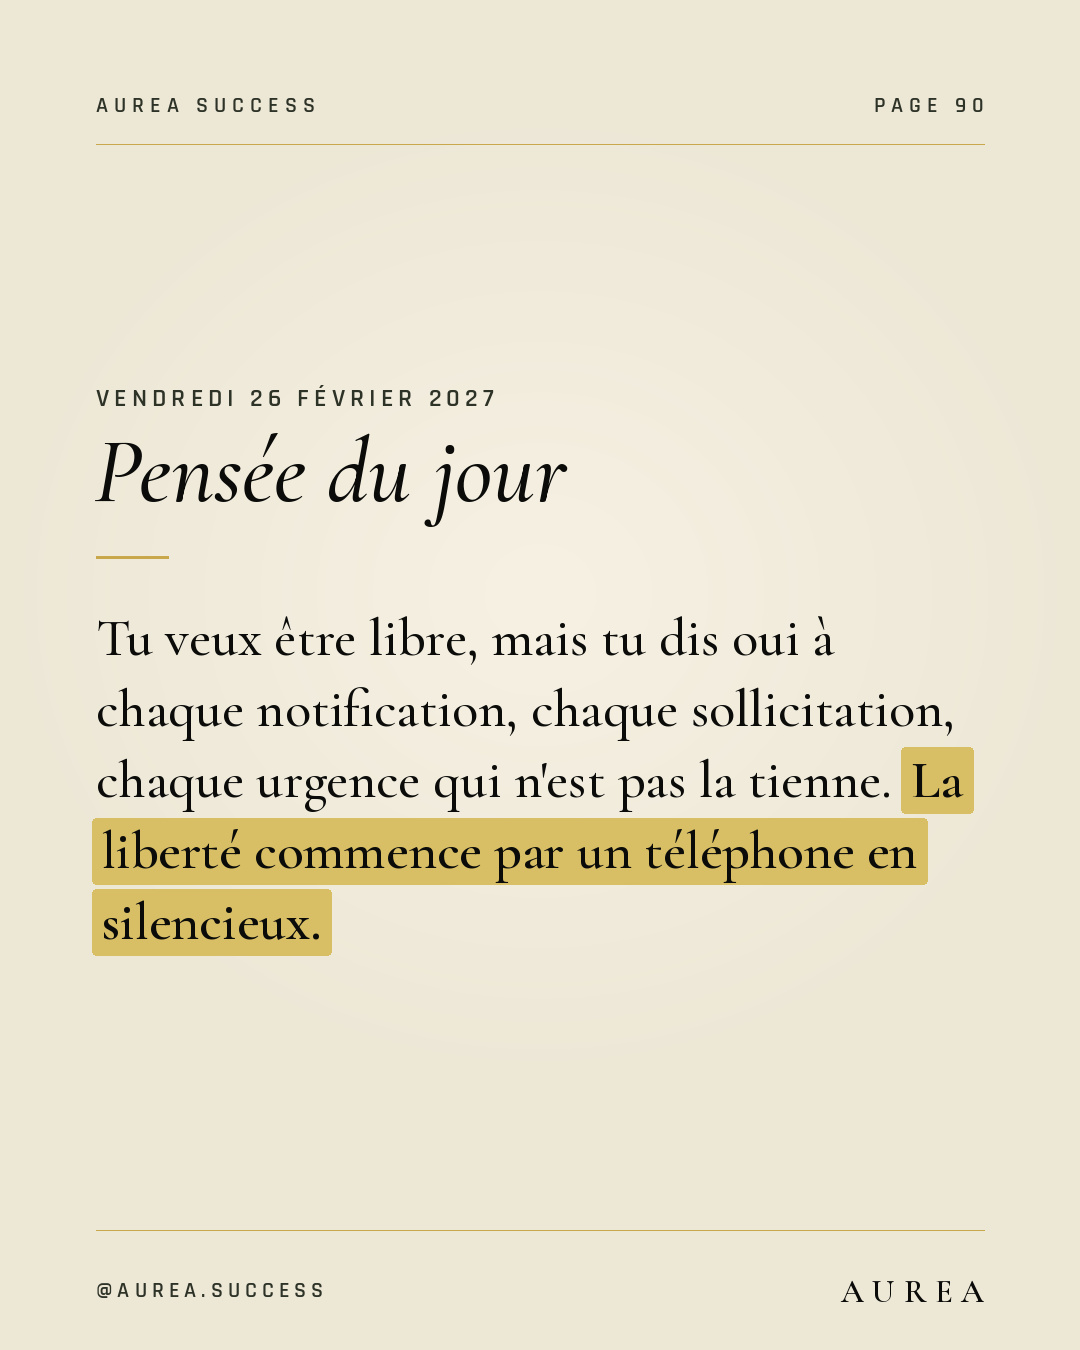 AUREA SUCCESS
PAGE 90
VENDREDI 26 FÉVRIER 2027
Pensée du jour
Tu veux être libre, mais tu dis oui à
chaque notification, chaque sollicitation,
chaque urgence qui n'est pas la tienne. La
liberté commence par un téléphone en
silencieux.
@AUREA.SUCCESS
AUREA